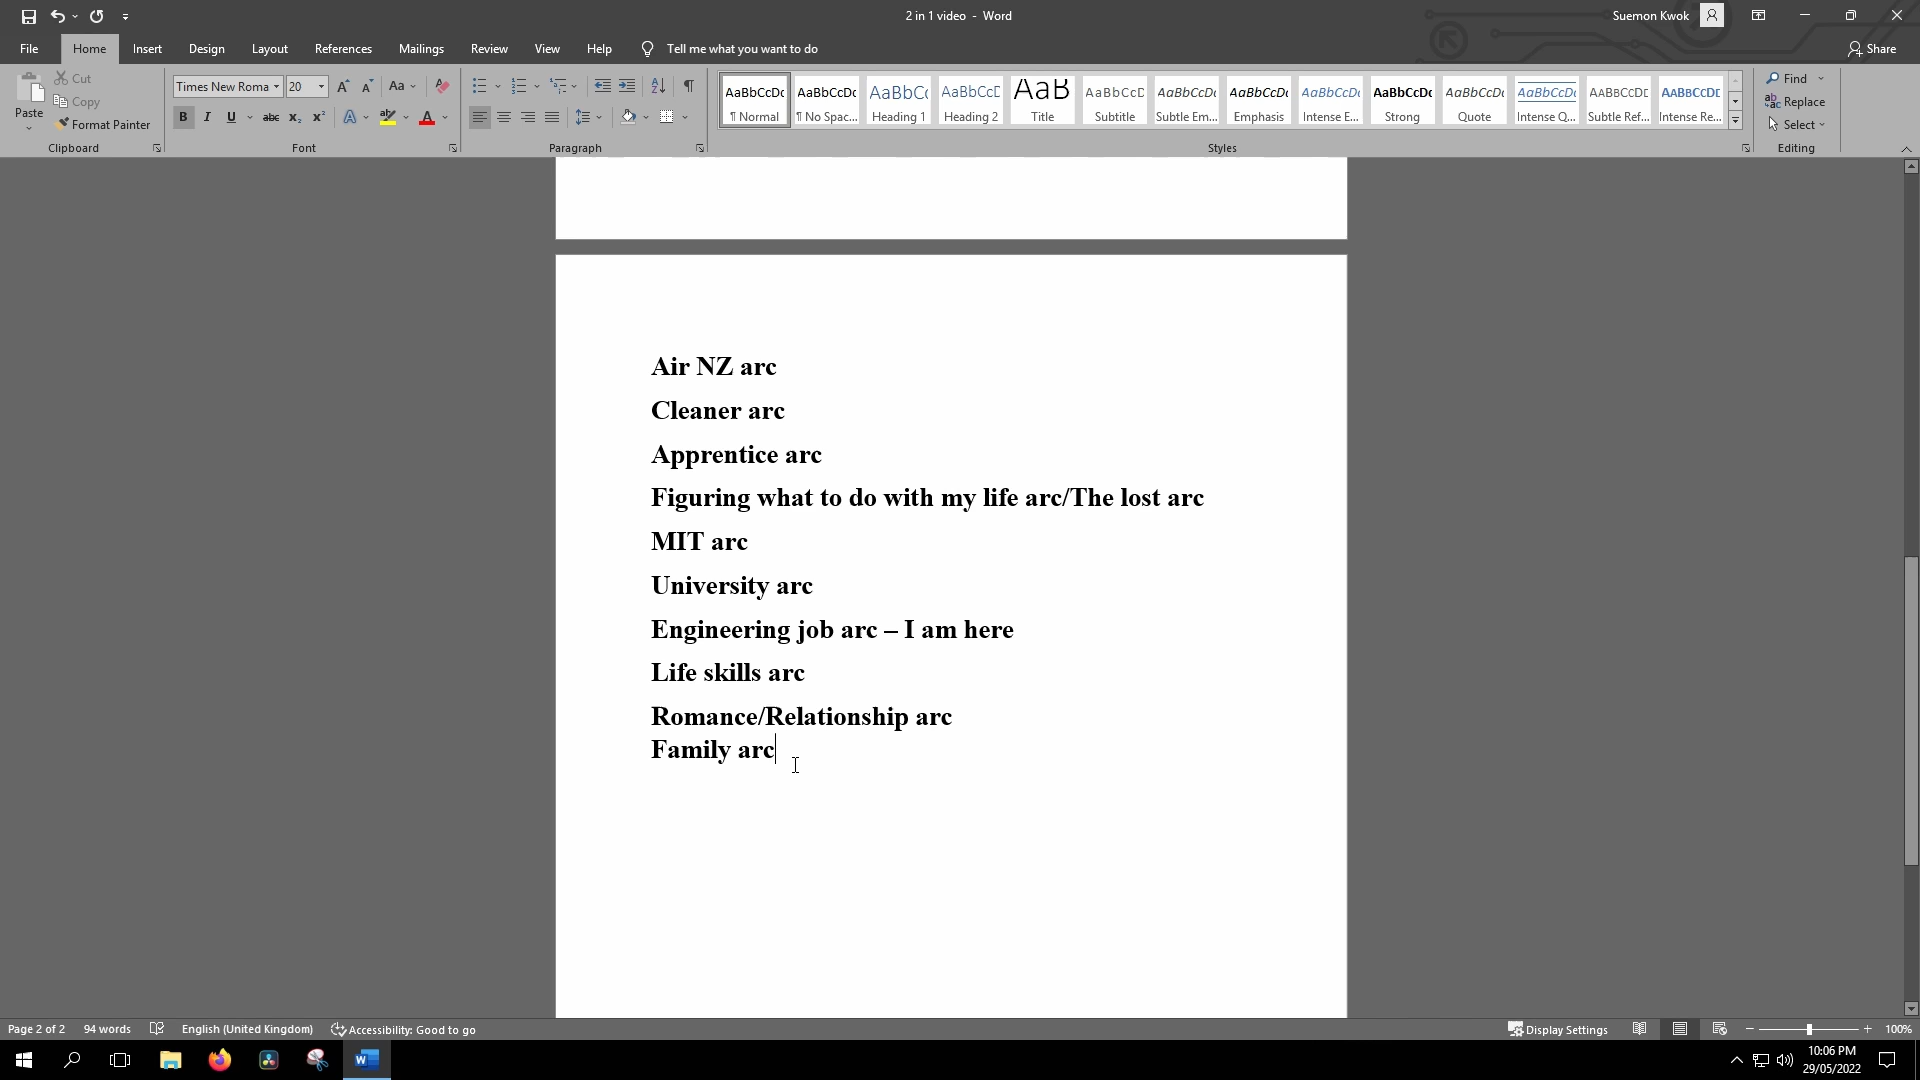 2 in 1 video - Word
Suemon Kwok
File Home Insert Design Layout References Mailings Review View Help Tell me what you want to do Share
Paste
Cut
Copy
Format Painter
Clipboard
Times New Roma 20
Font
Paragraph
AaBbCcDc AaBbCcDc AaBbCc AaBbCcD AaB AaBbCcD AaBbCcDc AaBbCcDc AaBbCcDc AaBbCcDc AaBbCcDc AaBbCcDc AABBCCDE AABBCCDE
¶ Normal ¶ No Spac... Heading 1 Heading 2 Title Subtitle Subtle Em... Emphasis Intense E... Strong Quote Intense Q... Subtle Ref... Intense Re...
Styles
Find
Replace
Select
Editing
Air NZ arc
Cleaner arc
Apprentice arc
Figuring what to do with my life arc/The lost arc
MIT arc
University arc
Engineering job arc – I am here
Life skills arc
Romance/Relationship arc
Family arc
Page 2 of 2 94 words English (United Kingdom) Accessibility: Good to go Display Settings 100%
10:06 PM
29/05/2022